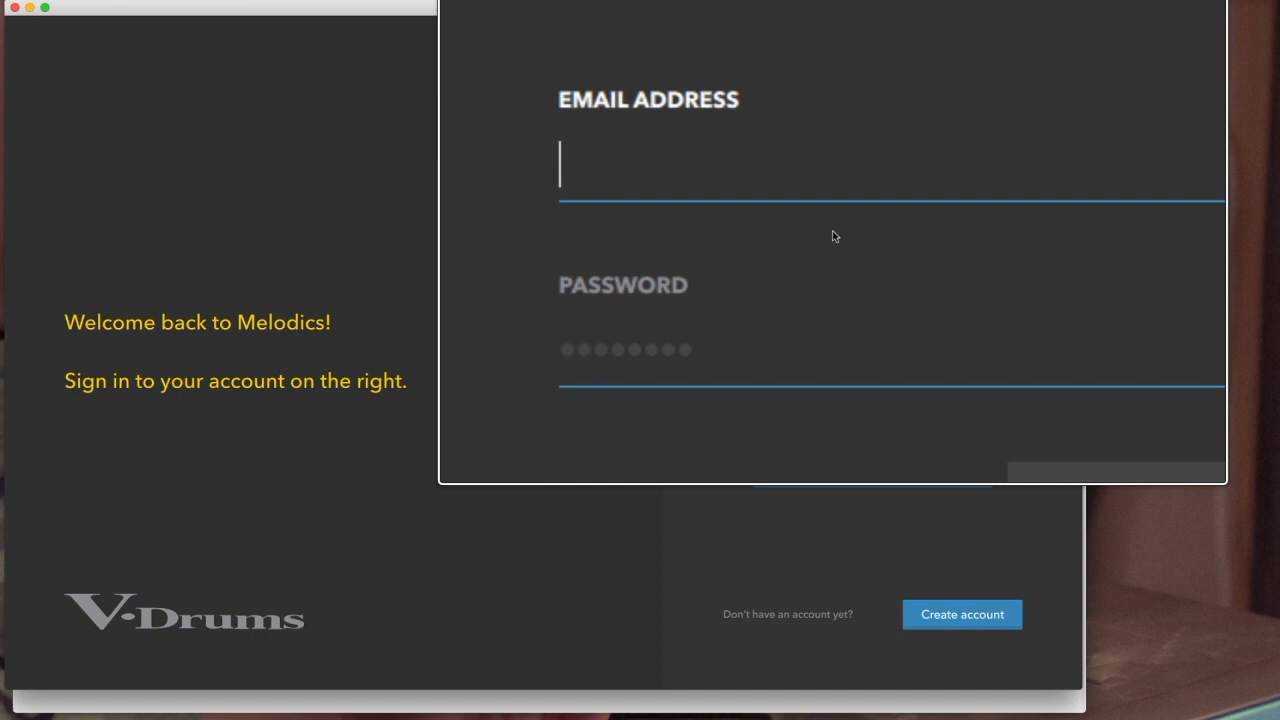 EMAIL ADDRESS
PASSWORD
Welcome back to Melodics!
Sign in to your account on the right.
V-Drums
Don't have an account yet?
Create account